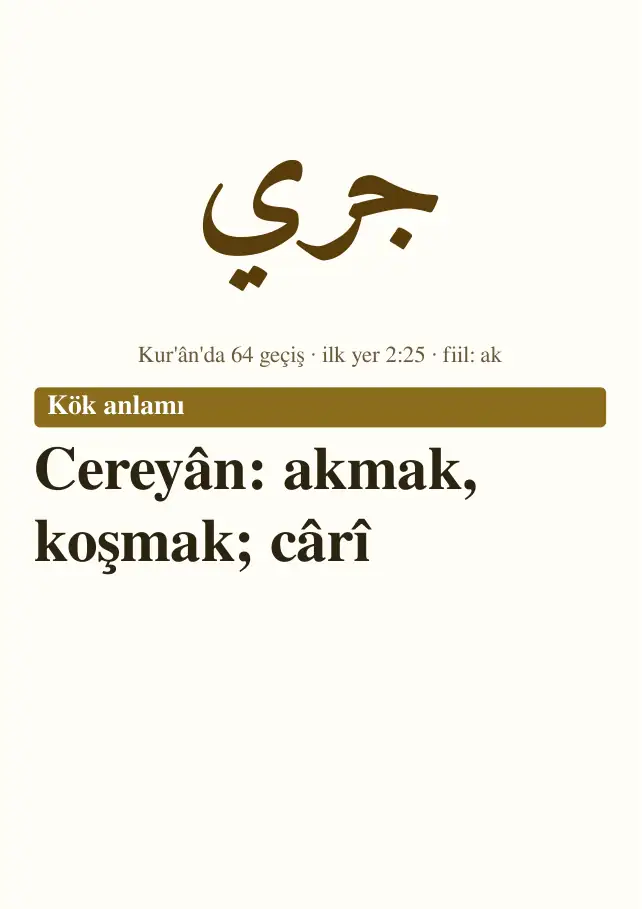 جري
Kur'ân'da 64 geçiş · ilk yer 2:25 · fiil: ak
Kök anlamı
Cereyân: akmak,
koşmak; cârî